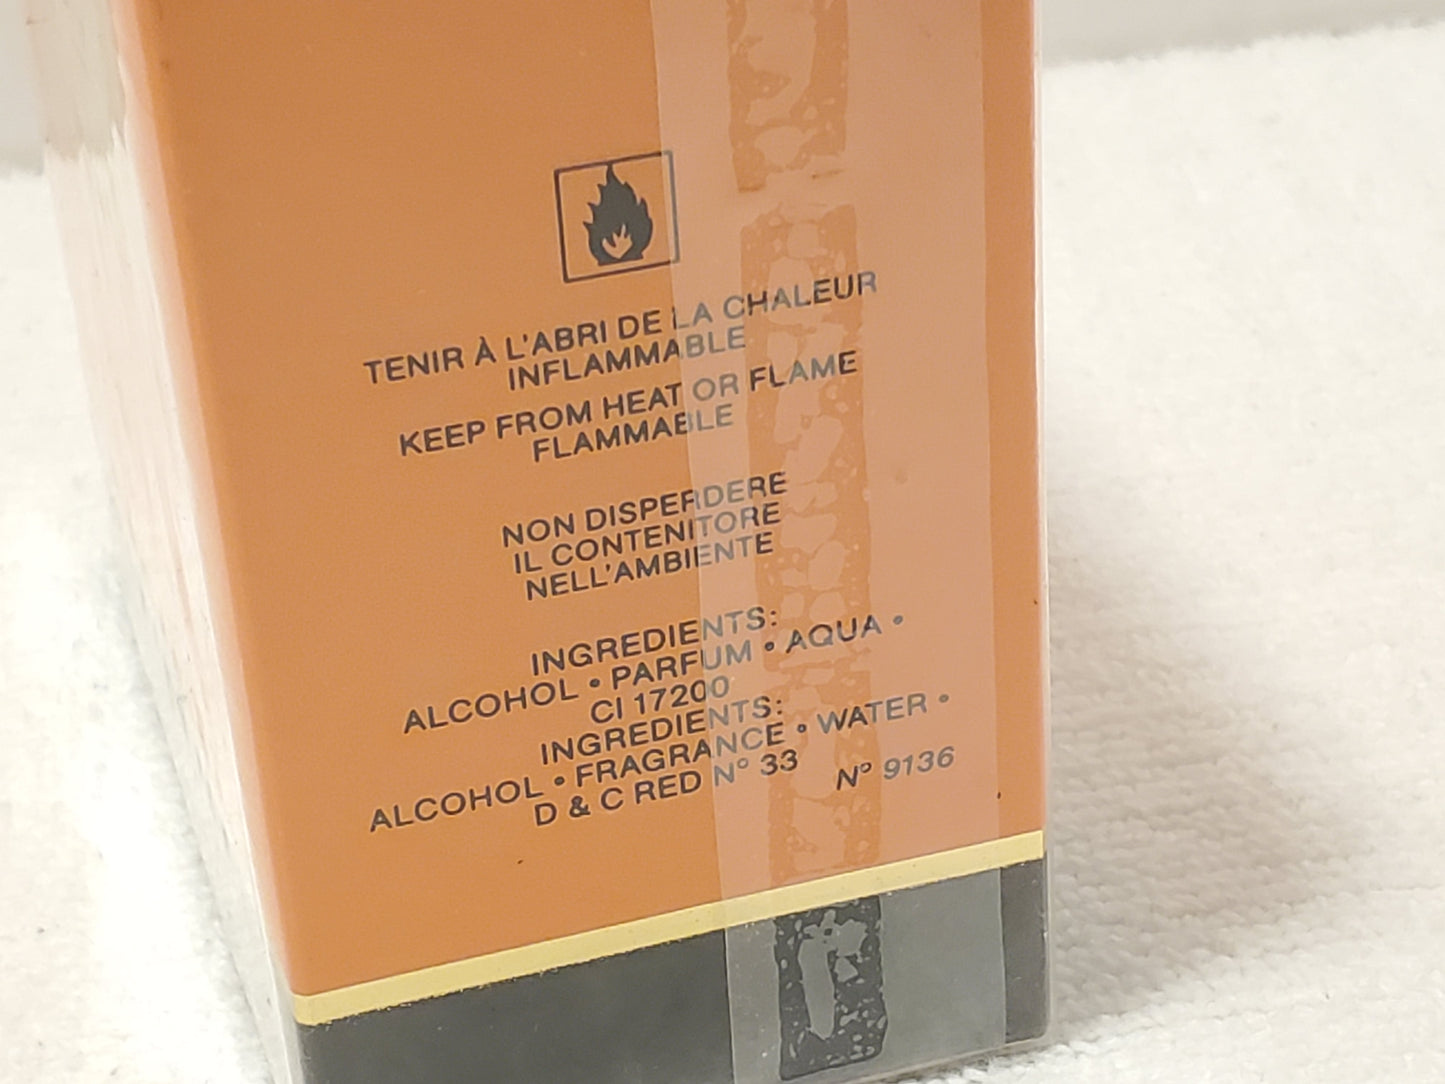 TENIR À L'ABRI DE LA CHALEUR
INFLAMMABLE
KEEP FROM HEAT OR FLAME
FLAMMABLE
NON DISPERDERE
IL CONTENITORE
NELL'AMBIENTE
INGREDIENTS:
ALCOHOL • PARFUM • AQUA •
CI 17200
INGREDIENTS:
ALCOHOL • FRAGRANCE • WATER •
D & C RED N° 33
N° 9136